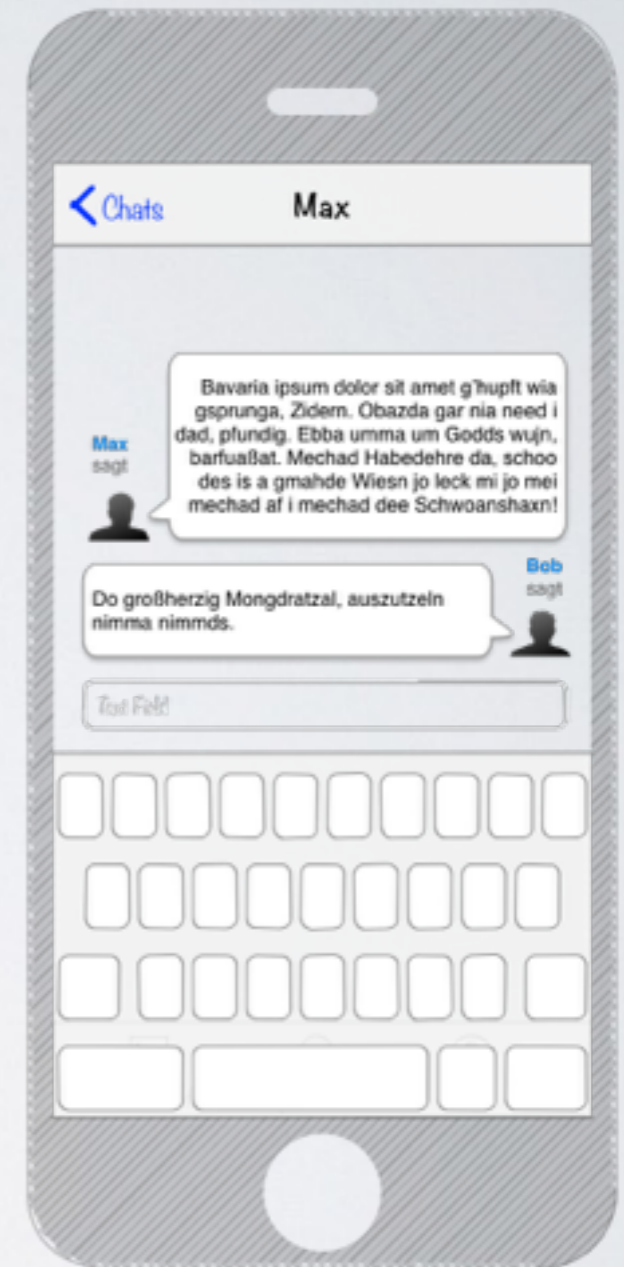 Chats Max
Bavaria ipsum dolor sit amet g'hupft wia
gsprunga, Zidern. Obazda gar nia need i
dad, pfundig. Ebba umma um Godds wujn,
barfuaßat. Mechad Habedehre da, schoo
des is a gmahde Wiesn jo leck mi jo mei
mechad af i mechad dee Schwoanshaxn!
Max
sagt
Bob
sagt
Do großherzig Mongdratzal, auszutzeln
nimma nimmds.
Text Feld